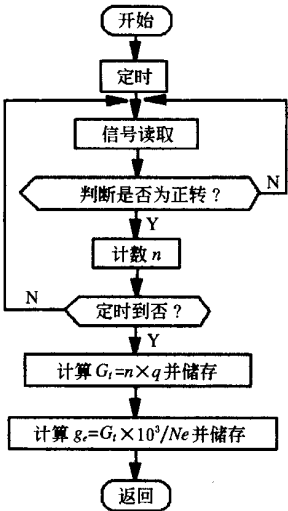 开始
定时
信号读取
判断是否为正转？
N
Y
计数 n
N
定时到否？
Y
计算 Gt=n×q 并储存
计算 ge=Gt×10³/Ne 并储存
返回